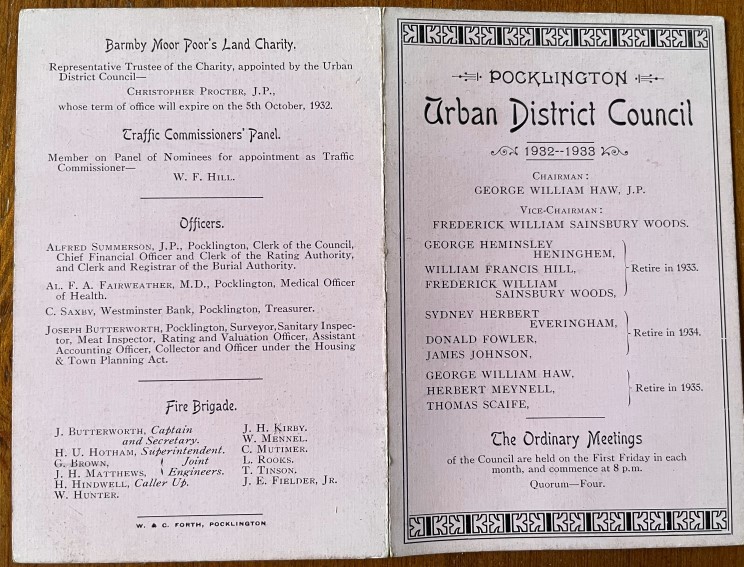 Barmby Moor Poor's Land Charity.
Representative Trustee of the Charity, appointed by the Urban
District Council—
Christopher Procter, J.P.,
whose term of office will expire on the 5th October, 1932.
Traffic Commissioners' Panel.
Member on Panel of Nominees for appointment as Traffic
Commissioner—
W. F. Hill.
Officers.
Alfred Summerson, J.P., Pocklington, Clerk of the Council,
Chief Financial Officer and Clerk of the Rating Authority,
and Clerk and Registrar of the Burial Authority.
Al. F. A. Fairweather, M.D., Pocklington, Medical Officer
of Health.
C. Saxby, Westminster Bank, Pocklington, Treasurer.
Joseph Butterworth, Pocklington, Surveyor, Sanitary Inspec-
tor, Meat Inspector, Rating and Valuation Officer, Assistant
Accounting Officer, Collector and Officer under the Housing
& Town Planning Act.
Fire Brigade.
J. Butterworth, Captain
and Secretary.
H. U. Hotham, Superintendent.
G. Brown, Joint
J. H. Matthews, Engineers.
H. Hindwell, Caller Up.
W. Hunter.
J. H. Kirby.
W. Mennel.
C. Mutimer.
L. Rooks.
T. Tinson.
J. E. Fielder, Jr.
W. & C. FORTH, POCKLINGTON
POCKLINGTON
Urban District Council
1932--1933
Chairman:
GEORGE WILLIAM HAW, J.P.
Vice-Chairman:
FREDERICK WILLIAM SAINSBURY WOODS.
GEORGE HEMINSLEY
HENINGHEM,
WILLIAM FRANCIS HILL,
FREDERICK WILLIAM
SAINSBURY WOODS,
Retire in 1933.
SYDNEY HERBERT
EVERINGHAM,
DONALD FOWLER,
JAMES JOHNSON,
Retire in 1934.
GEORGE WILLIAM HAW,
HERBERT MEYNELL,
THOMAS SCAIFE,
Retire in 1935.
The Ordinary Meetings
of the Council are held on the First Friday in each
month, and commence at 8 p.m.
Quorum—Four.